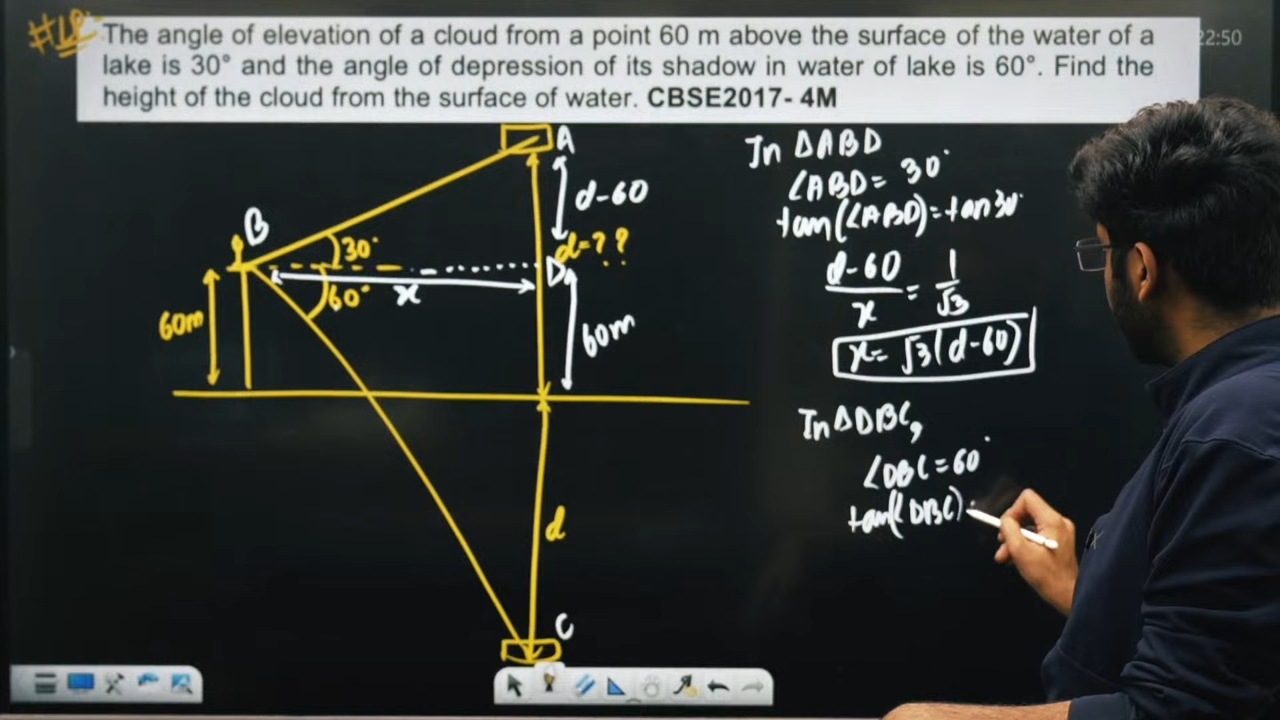 #LR
The angle of elevation of a cloud from a point 60 m above the surface of the water of a
lake is 30° and the angle of depression of its shadow in water of lake is 60°. Find the
height of the cloud from the surface of water. CBSE2017- 4M
22:50
A
d-60
B
30°
d=??
D
60°
x
60m
60m
d
C
In ΔABD
∠ABD= 30°
tan(∠ABD)=tan30°
d-60/x = 1/√3
x= √3(d-60)
In ΔDBC,
∠DBC=60°
tan(∠DBC)